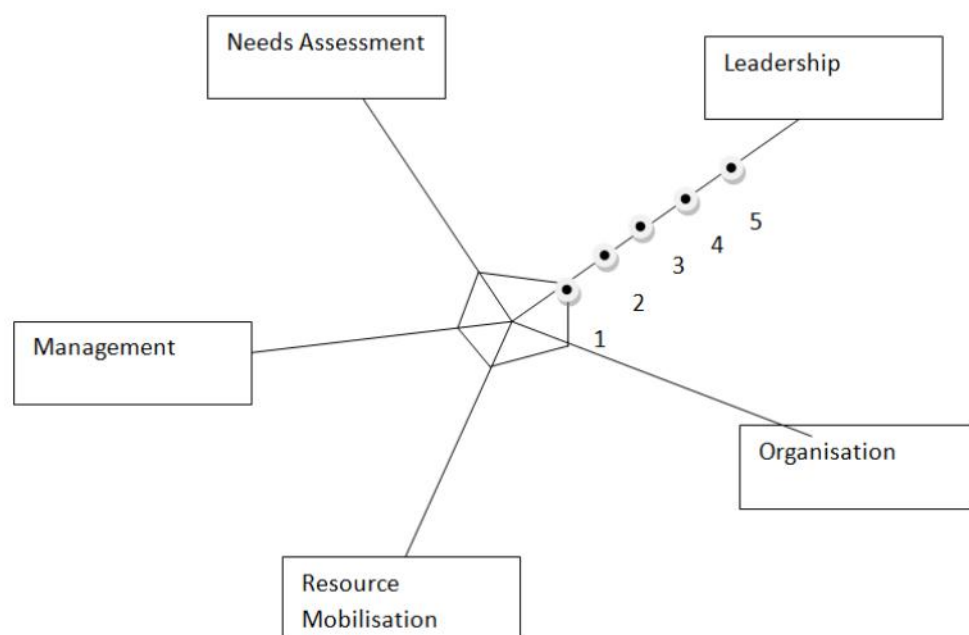 Needs Assessment
Leadership
5
4
3
2
1
Management
Organisation
Resource
Mobilisation